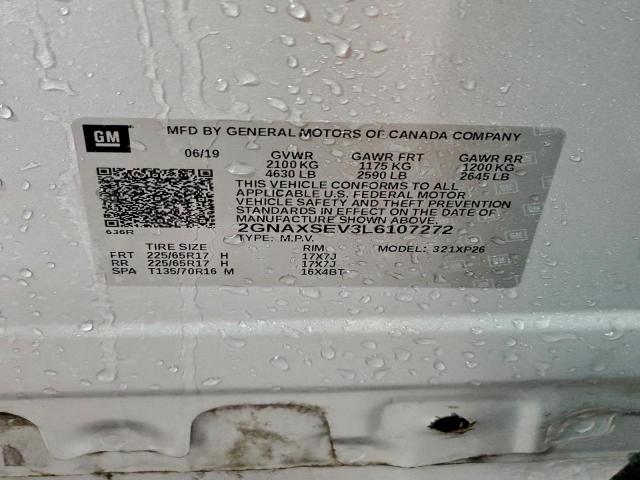 GM MFD BY GENERAL MOTORS OF CANADA COMPANY
06/19 GVWR GAWR FRT GAWR RR
2100 KG 1175 KG 1200 KG
4630 LB 2590 LB 2645 LB
THIS VEHICLE CONFORMS TO ALL
APPLICABLE U.S. FEDERAL MOTOR
VEHICLE SAFETY AND THEFT PREVENTION
STANDARDS IN EFFECT ON THE DATE OF
MANUFACTURE SHOWN ABOVE.
636R 2GNAXSEV3L6107272
TYPE: M.P.V. MODEL: 321XP26
TIRE SIZE RIM
FRT 225/65R17 H 17X7J
RR 225/65R17 H 17X7J
SPA T135/70R16 M 16X4BT